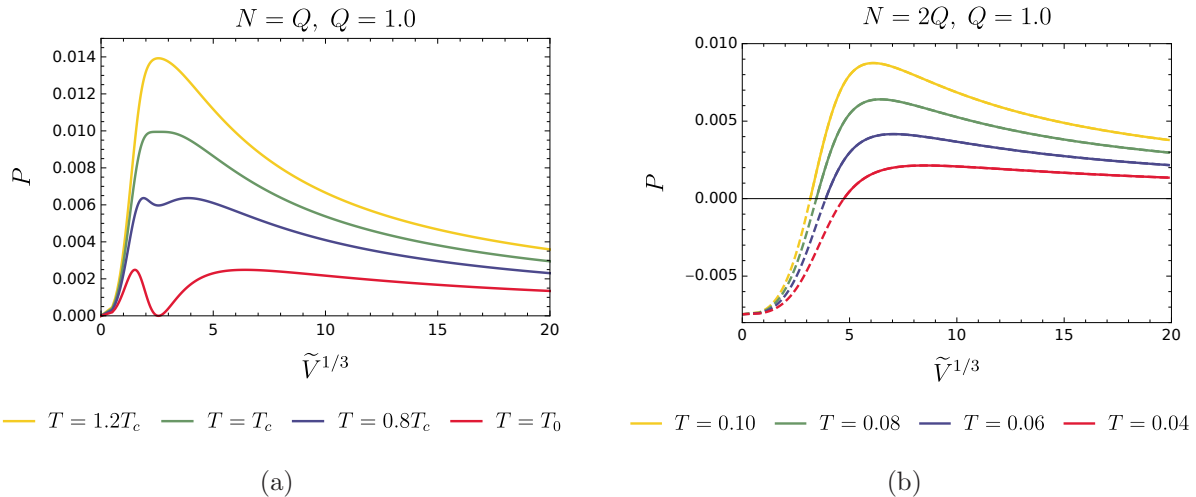 N = Q, Q = 1.0
P
0.014
0.012
0.010
0.008
0.006
0.004
0.002
0.000
0 5 10 15 20
Ṽ^{1/3}
T = 1.2T_c T = T_c T = 0.8T_c T = T_0
(a)
N = 2Q, Q = 1.0
P
0.010
0.005
0.000
−0.005
0 5 10 15 20
Ṽ^{1/3}
T = 0.10 T = 0.08 T = 0.06 T = 0.04
(b)